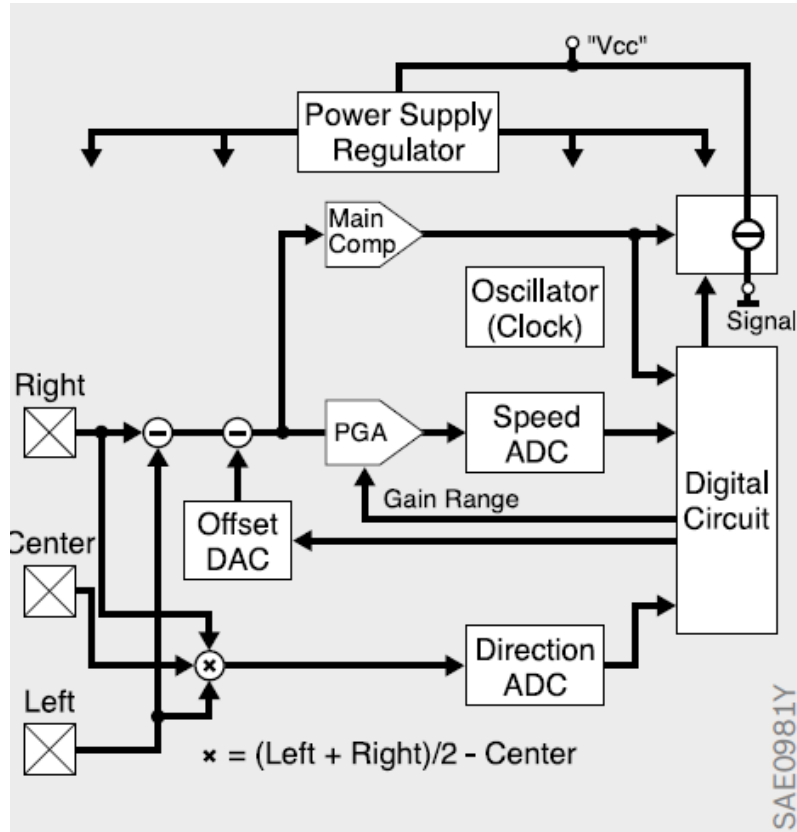 "Vcc"
Power Supply
Regulator
Main
Comp
Oscillator
(Clock)
Signal
Right
PGA
Speed
ADC
Gain Range
Digital
Circuit
Offset
DAC
Center
Direction
ADC
Left
× = (Left + Right)/2 - Center
SAE0981Y